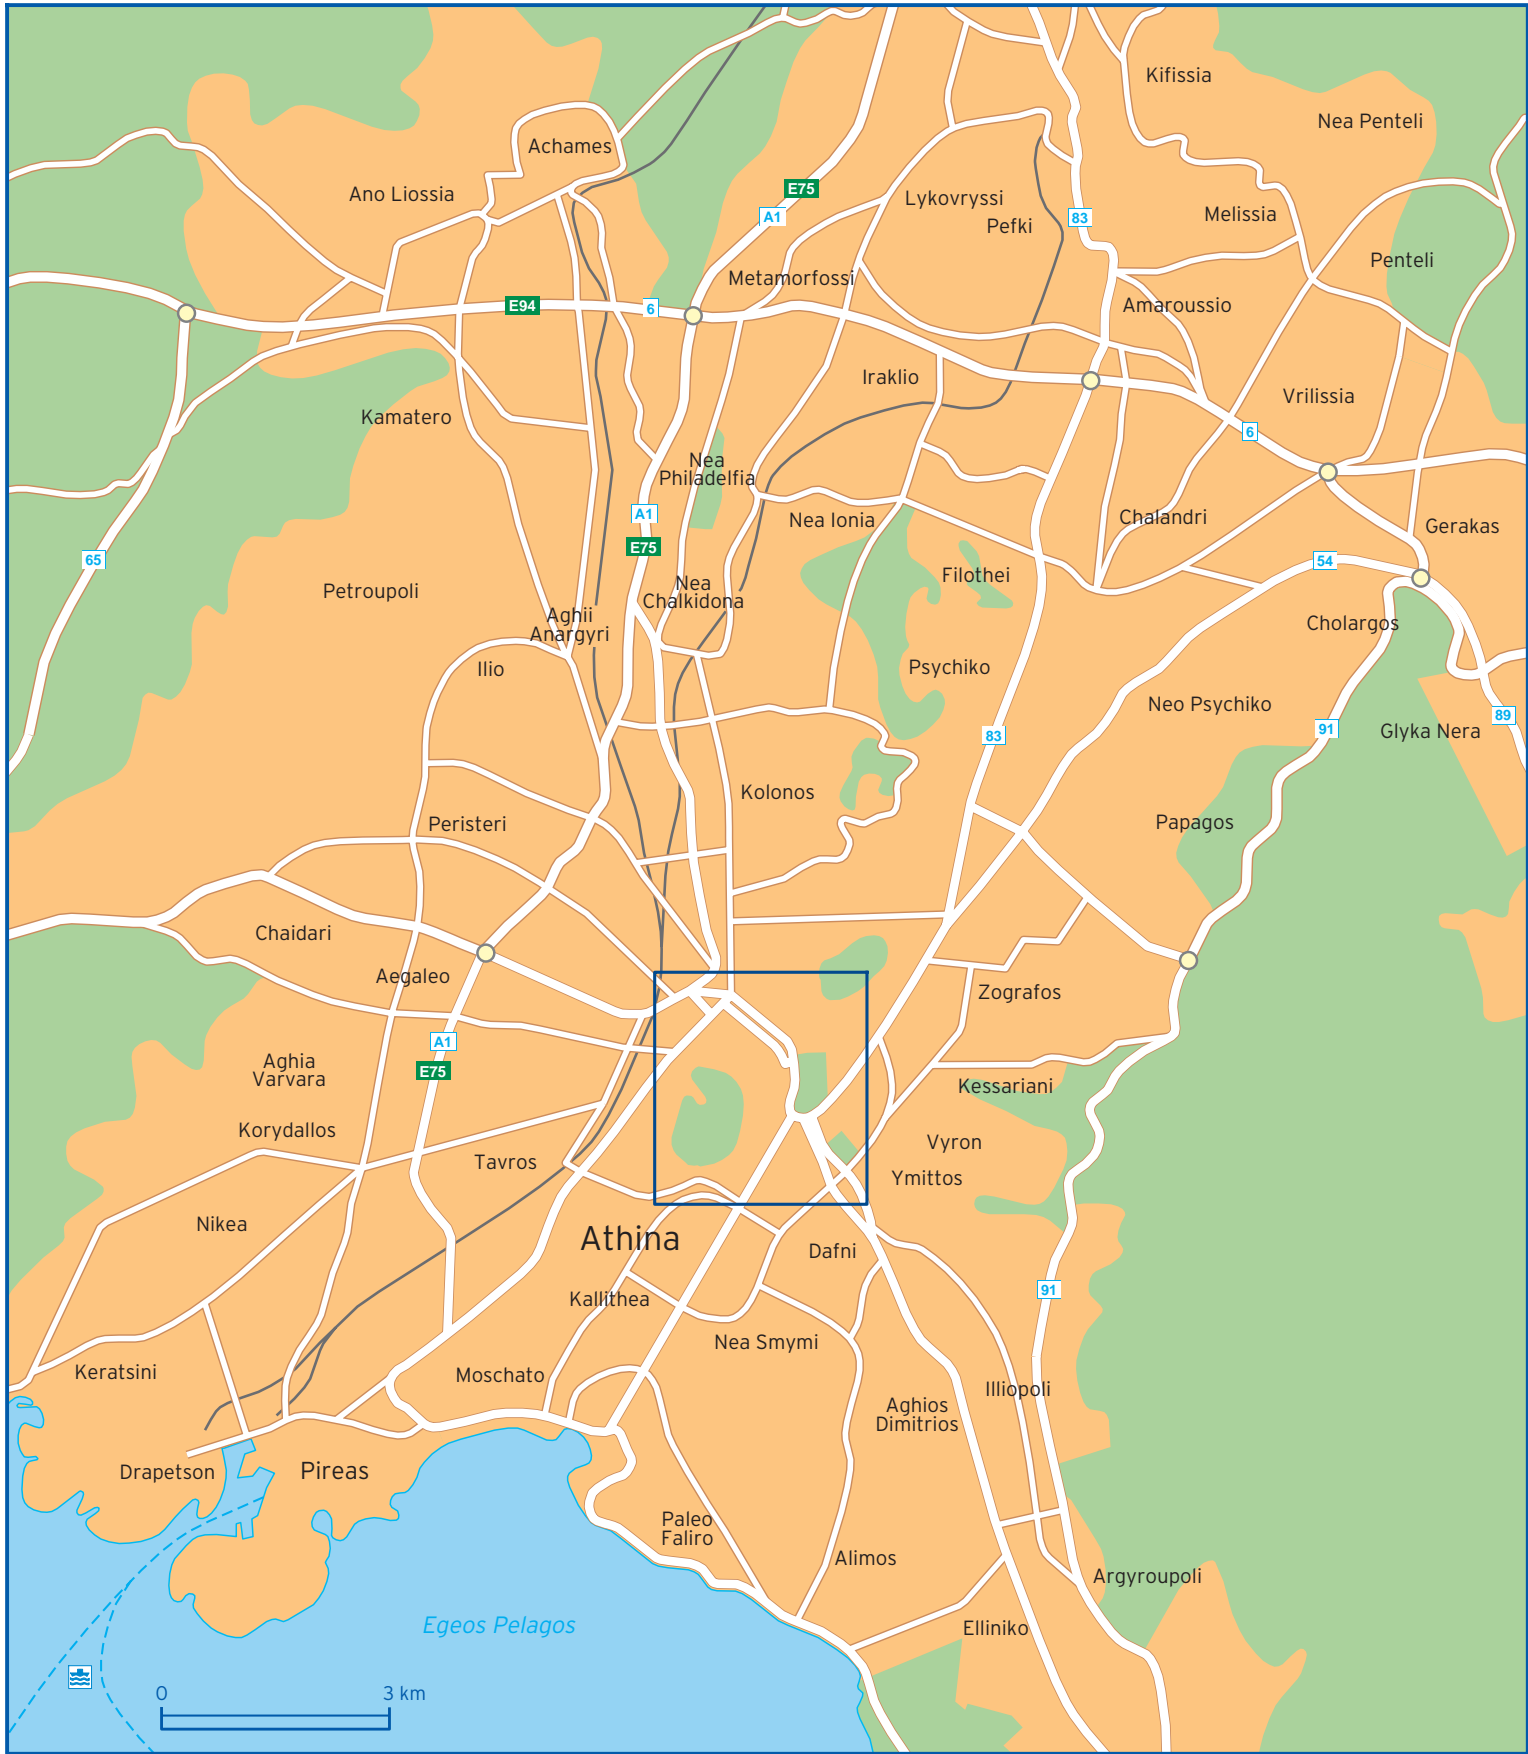 Kifissia
Nea Penteli
Achames
Ano Liossia
E75
A1
Lykovryssi
Pefki
83
Melissia
Penteli
Metamorfossi
E94
6
Amaroussio
Iraklio
Vrilissia
Kamatero
6
Nea
Philadelfia
A1
E75
Nea Ionia
Chalandri
Gerakas
65
54
Filothei
Petroupoli
Nea
Chalkidona
Aghii
Anargyri
Cholargos
Ilio
Psychiko
Neo Psychiko
83
91
89
Glyka Nera
Kolonos
Peristeri
Papagos
Chaidari
Aegaleo
Zografos
A1
E75
Aghia
Varvara
Kessariani
Korydallos
Vyron
Tavros
Ymittos
Nikea
Athina
Dafni
91
Kallithea
Nea Smymi
Keratsini
Moschato
Illiopoli
Aghios
Dimitrios
Drapetson
Pireas
Paleo
Faliro
Alimos
Argyroupoli
Egeos Pelagos
Elliniko
0 3 km